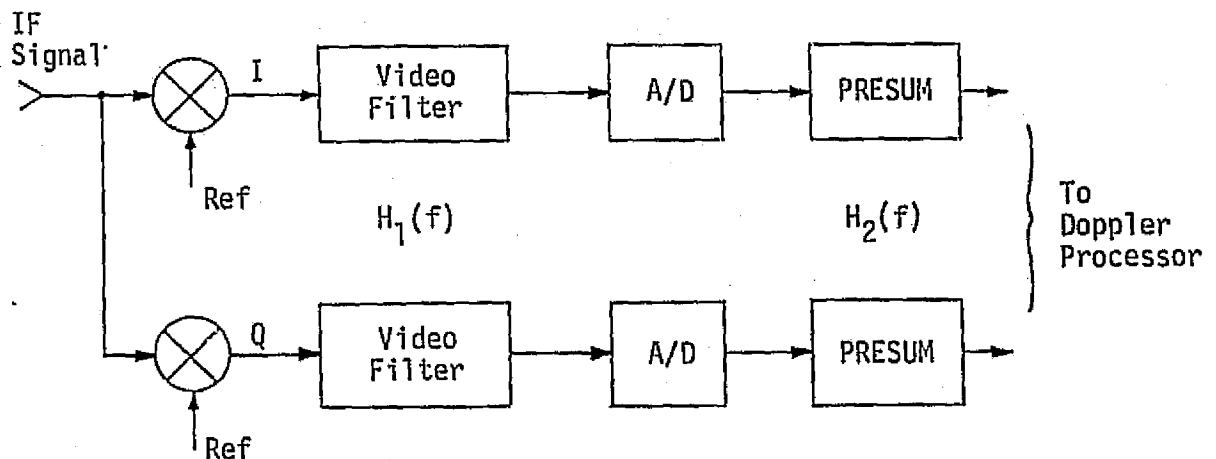 IF
Signal
I
Video
Filter
A/D
PRESUM
Ref
H1(f)
H2(f)
To
Doppler
Processor
Q
Video
Filter
A/D
PRESUM
Ref